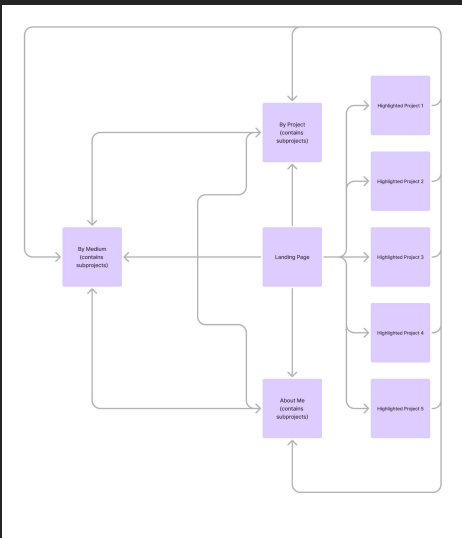 By Project
(contains
subprojects)
Highlighted Project 1
Highlighted Project 2
By Medium
(contains
subprojects)
Landing Page
Highlighted Project 3
Highlighted Project 4
About Me
(contains
subprojects)
Highlighted Project 5